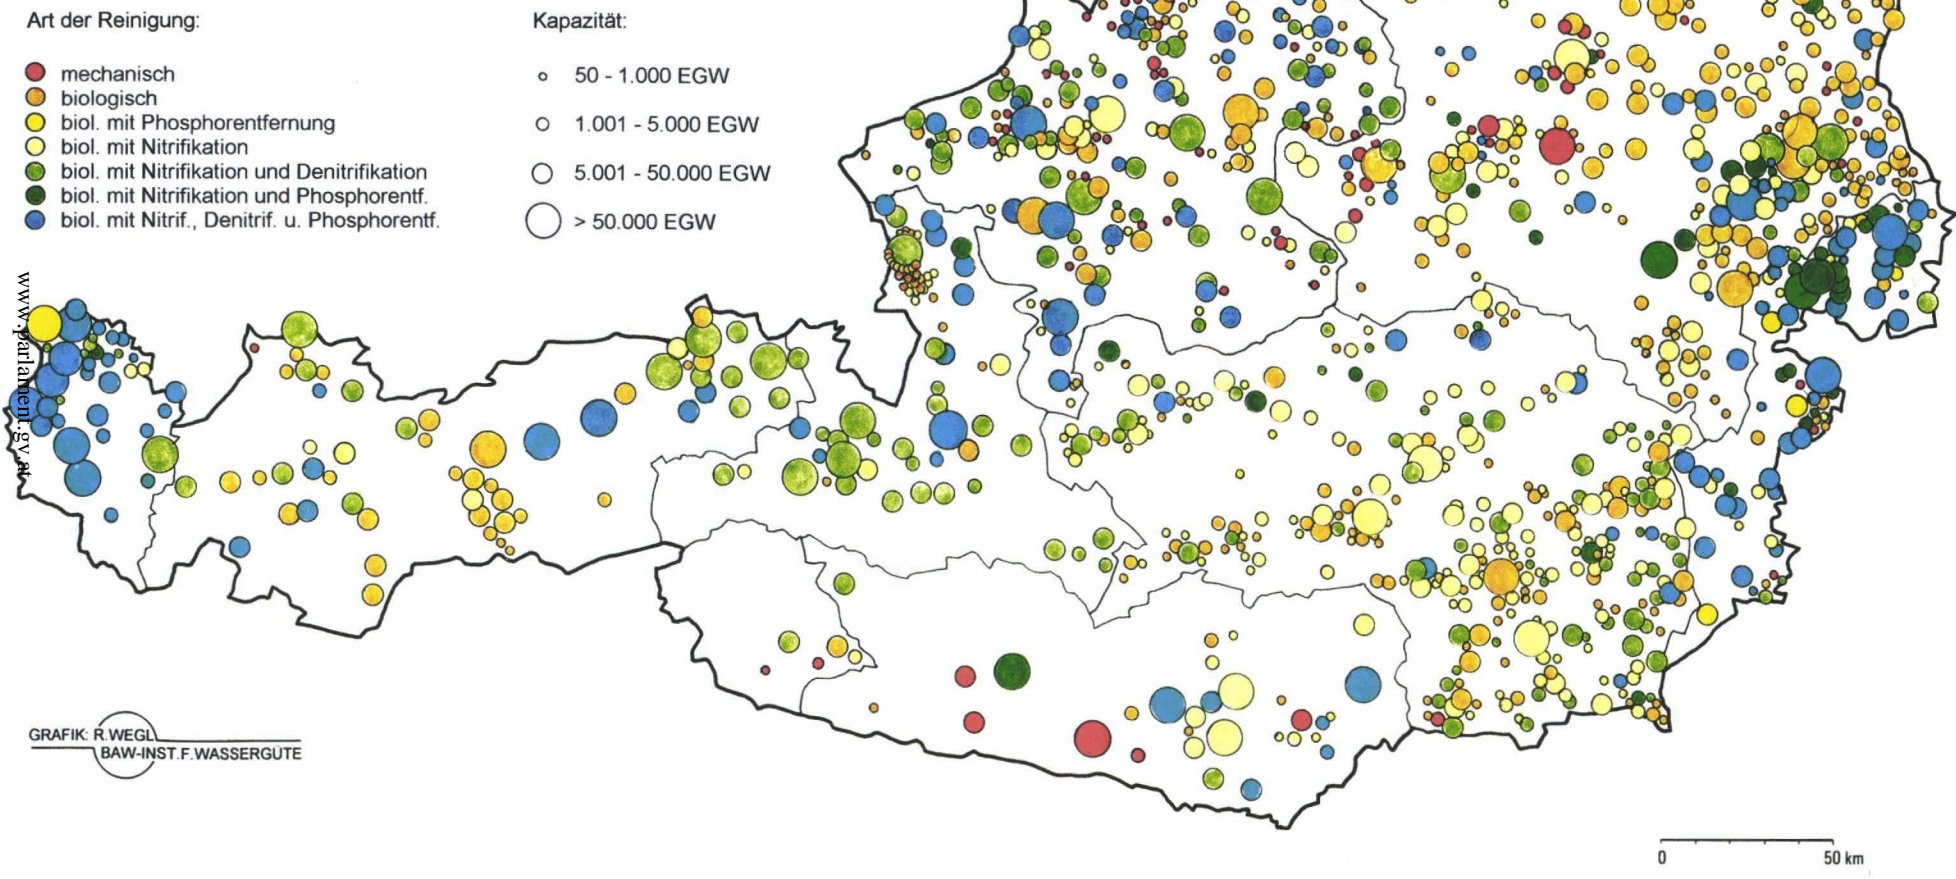 Art der Reinigung:
mechanisch
biologisch
biol. mit Phosphorentfernung
biol. mit Nitrifikation
biol. mit Nitrifikation und Denitrifikation
biol. mit Nitrifikation und Phosphorentf.
biol. mit Nitrif., Denitrif. u. Phosphorentf.
Kapazität:
50 - 1.000 EGW
1.001 - 5.000 EGW
5.001 - 50.000 EGW
> 50.000 EGW
www.parlament.gv.at
GRAFIK: R.WEGL
BAW-INST.F.WASSERGÜTE
0 50 km